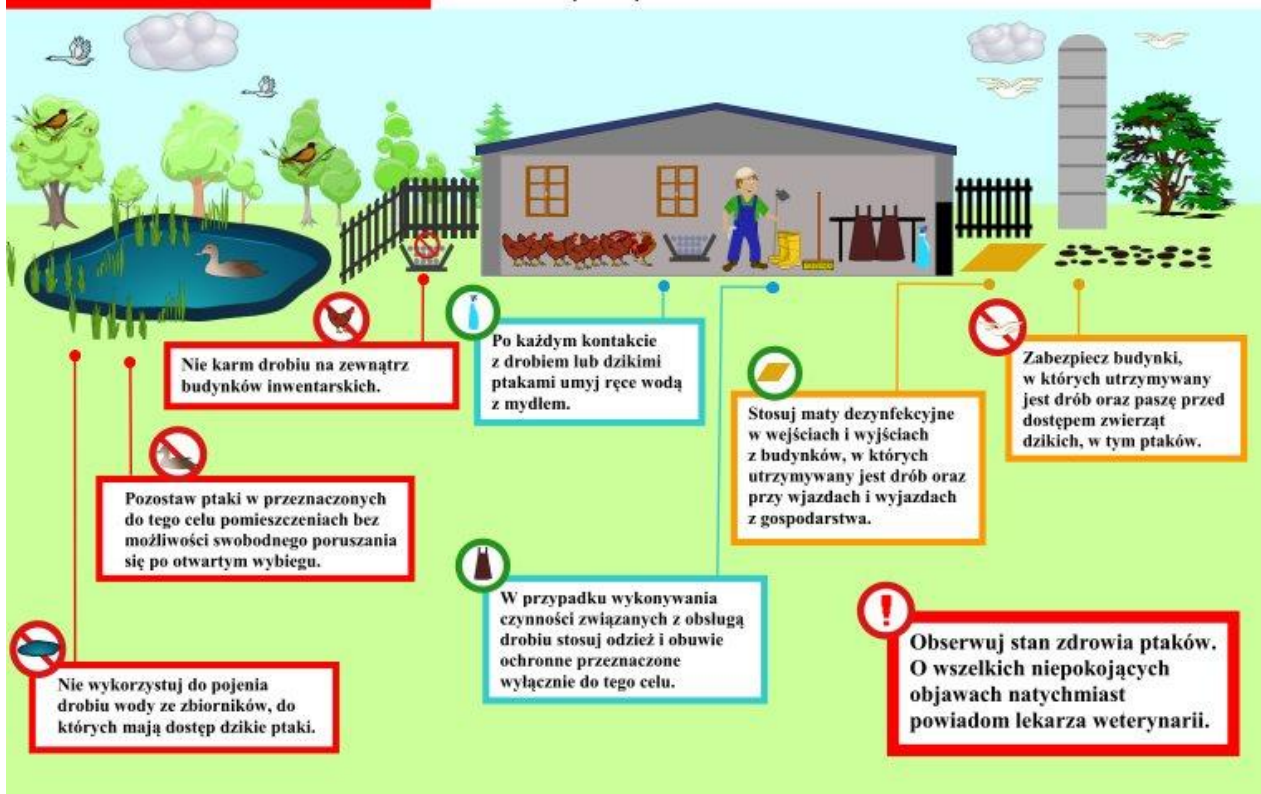 Nie karm drobiu na zewnątrz
budynków inwentarskich.
Po każdym kontakcie
z drobiem lub dzikimi
ptakami umyj ręce wodą
z mydłem.
Stosuj maty dezynfekcyjne
w wejściach i wyjściach
z budynków, w których
utrzymywany jest drób oraz
przy wjazdach i wyjazdach
z gospodarstwa.
Zabezpiecz budynki,
w których utrzymywany
jest drób oraz paszę przed
dostępem zwierząt
dzikich, w tym ptaków.
Pozostaw ptaki w przeznaczonych
do tego celu pomieszczeniach bez
możliwości swobodnego poruszania
się po otwartym wybiegu.
W przypadku wykonywania
czynności związanych z obsługą
drobiu stosuj odzież i obuwie
ochronne przeznaczone
wyłącznie do tego celu.
Nie wykorzystuj do pojenia
drobiu wody ze zbiorników, do
których mają dostęp dzikie ptaki.
Obserwuj stan zdrowia ptaków.
O wszelkich niepokojących
objawach natychmiast
powiadom lekarza weterynarii.